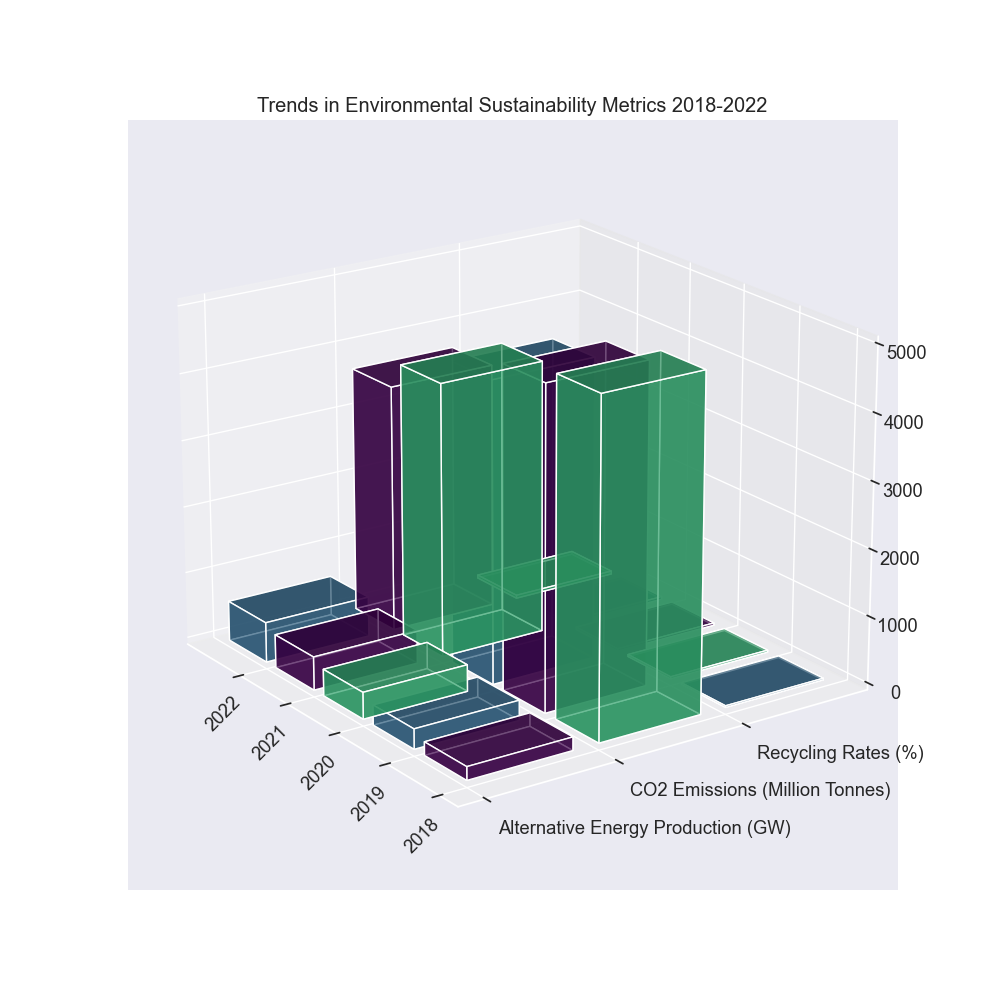 Trends in Environmental Sustainability Metrics 2018-2022
5000
4000
3000
2000
1000
0
2022
2021
2020
2019
2018
Recycling Rates (%)
CO2 Emissions (Million Tonnes)
Alternative Energy Production (GW)